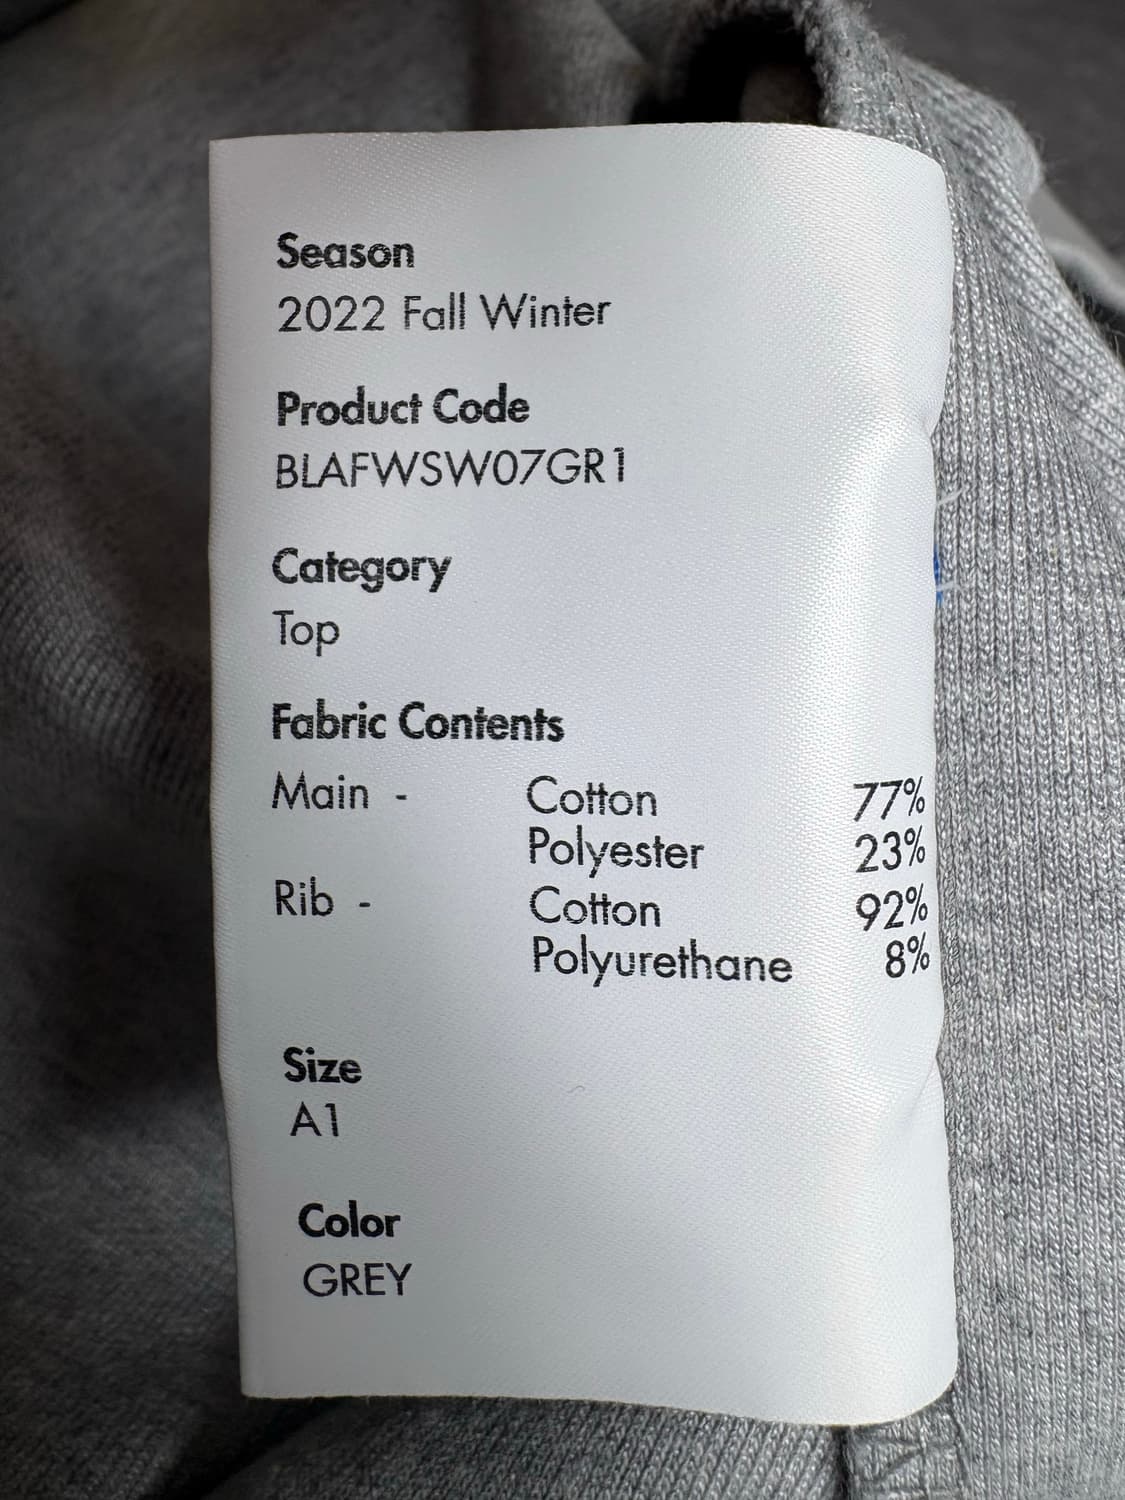 Season
2022 Fall Winter
Product Code
BLAFWSW07GR1
Category
Top
Fabric Contents
Main - Cotton 77%
Polyester 23%
Rib - Cotton 92%
Polyurethane 8%
Size
A1
Color
GREY